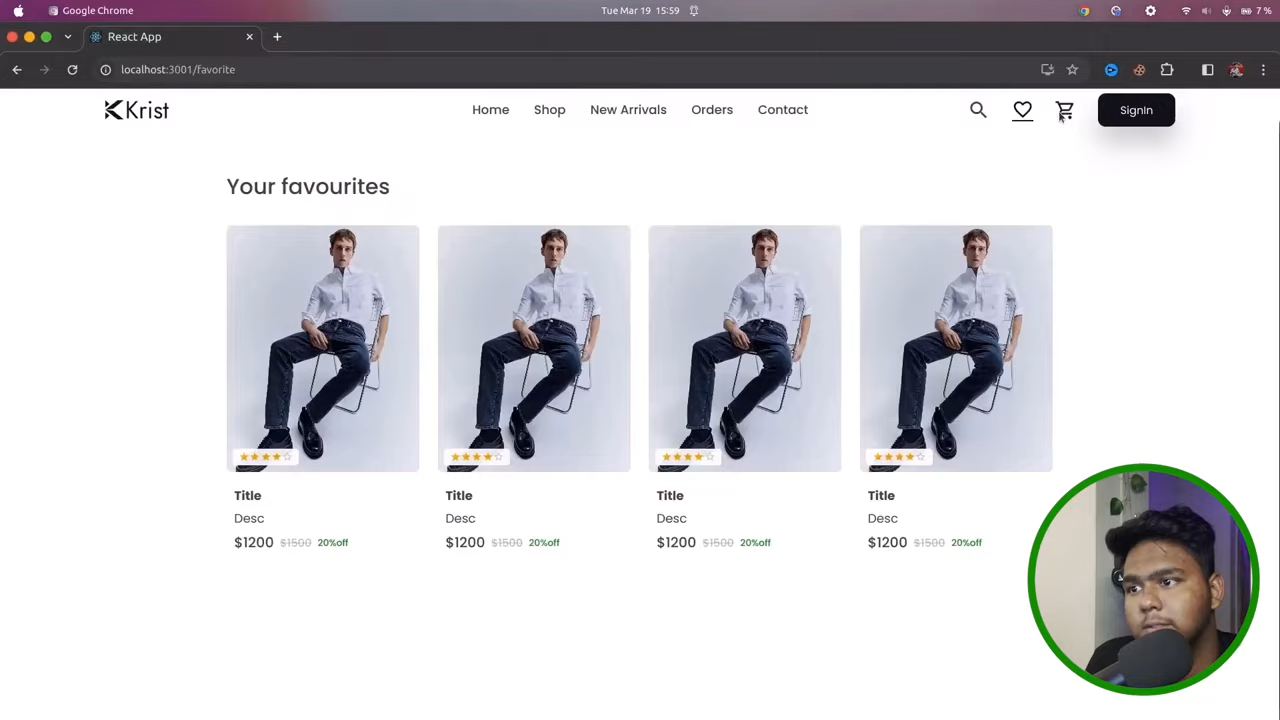 Google Chrome
Tue Mar 19 15:59
7 %
React App
localhost:3001/favorite
Krist
Home
Shop
New Arrivals
Orders
Contact
SignIn
Your favourites
Title
Desc
$1200 $1500 20%off
Title
Desc
$1200 $1500 20%off
Title
Desc
$1200 $1500 20%off
Title
Desc
$1200 $1500 20%off